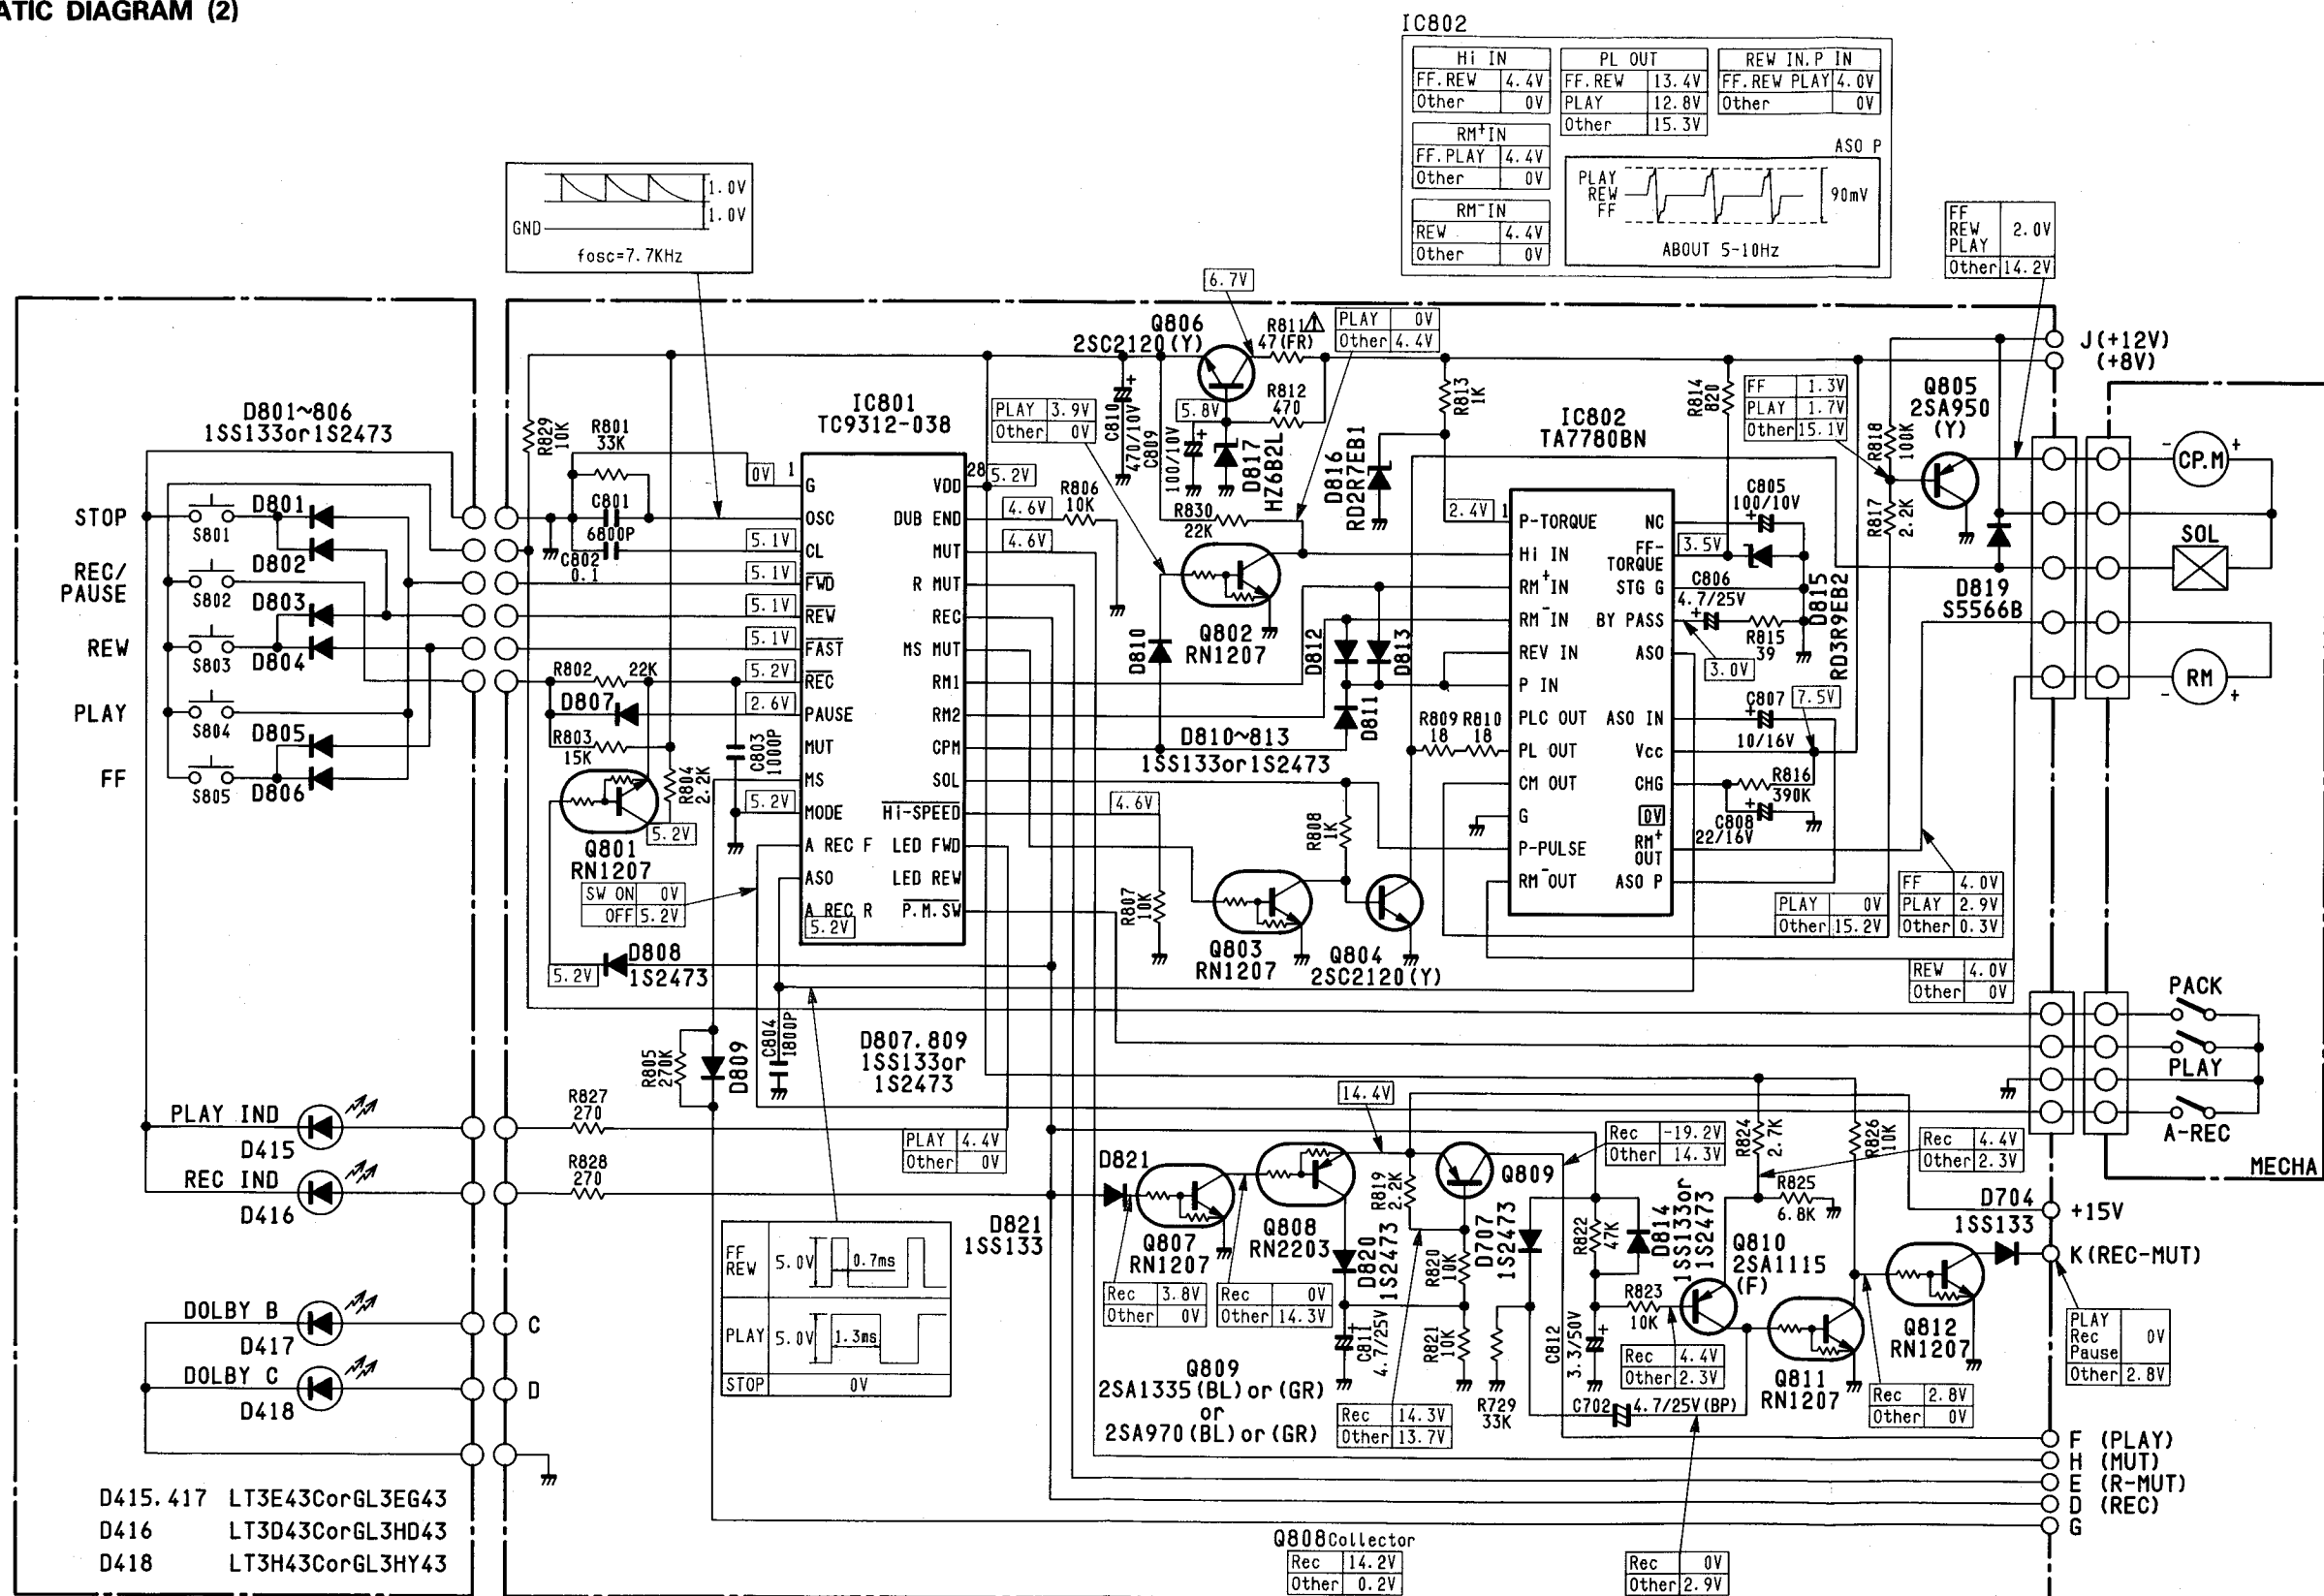 ATIC DIAGRAM (2)
IC802
Hi IN
FF.REW 4.4V
Other 0V
PL OUT
FF.REW 13.4V
PLAY 12.8V
Other 15.3V
REW IN.P IN
FF.REW PLAY 4.0V
Other 0V
RM+IN
FF.PLAY 4.4V
Other 0V
RM-IN
REW 4.4V
Other 0V
ASO P
PLAY
REW
FF
90mV
ABOUT 5-10Hz
1.0V
1.0V
GND
fosc=7.7KHz
FF
REW
PLAY
2.0V
Other 14.2V
6.7V
Q806
2SC2120(Y)
R811
47(FR)
PLAY 0V
Other 4.4V
J(+12V)
(+8V)
D801~806
1SS133or1S2473
STOP
REC/
PAUSE
REW
PLAY
FF
S801
S802
S803
S804
S805
D801
D802
D803
D804
D805
D806
R829
10K
R801
33K
C801
6800P
C802
0.1
R802 22K
D807
R803
15K
R804
2.2K
C803
1000P
Q801
RN1207
5.2V
SW ON 0V
OFF 5.2V
D808
1S2473
5.2V
IC801
TC9312-038
0V
5.1V
5.1V
5.1V
5.1V
5.2V
2.6V
5.2V
1
G
OSC
CL
FWD
REW
FAST
REC
PAUSE
MUT
MS
MODE
A REC F
ASO
A REC R
5.2V
28
VDD
DUB END
MUT
R MUT
REC
MS MUT
RM1
RM2
CPM
SOL
Hi-SPEED
LED FWD
LED REW
P.M.SW
5.2V
4.6V
4.6V
4.6V
R806
10K
PLAY 3.9V
Other 0V
C810
470/10V
C809
100/10V
5.8V
R812
470
D817
HZ6B2L
R830
22K
Q802
RN1207
D810
D816
RD2R7EB1
R813
1K
D812
D813
D811
D810~813
1SS133or1S2473
R809
18
R810
18
R808
1K
R807
10K
Q803
RN1207
Q804
2SC2120(Y)
2.4V
IC802
TA7780BN
1
P-TORQUE
Hi IN
RM+IN
RM-IN
REV IN
P IN
PLC OUT
PL OUT
CM OUT
G
P-PULSE
RM-OUT
NC
FF-
TORQUE
STG G
BY PASS
ASO
ASO IN
Vcc
CHG
0V
RM+
OUT
ASO P
R814
820
FF 1.3V
PLAY 1.7V
Other 15.1V
R818
100K
R817
2.2K
Q805
2SA950
(Y)
C805
100/10V
3.5V
C806
4.7/25V
R815
39
D815
RD3R9EB2
3.0V
C807
10/16V
7.5V
R816
390K
C808
22/16V
D819
S5566B
CP.M
SOL
RM
PLAY 0V
Other 15.2V
FF 4.0V
PLAY 2.9V
Other 0.3V
REW 4.0V
Other 0V
PACK
PLAY
A-REC
MECHA
R805
270K
D809
C804
1800P
D807.809
1SS133or
1S2473
PLAY IND
D415
REC IND
D416
DOLBY B
D417
DOLBY C
D418
C
D
R827
270
R828
270
PLAY 4.4V
Other 0V
FF
REW
5.0V
0.7ms
PLAY
5.0V
1.3ms
STOP 0V
D821
1SS133
D821
Q807
RN1207
Q808
RN2203
14.4V
R819
2.2K
Q809
D820
1S2473
R820
10K
D707
1S2473
Rec -19.2V
Other 14.3V
R822
47K
D814
1SS133or
1S2473
R824
2.7K
R825
6.8K
R826
10K
Rec 4.4V
Other 2.3V
D704
1SS133
+15V
K(REC-MUT)
Q810
2SA1115
(F)
R823
10K
Rec 4.4V
Other 2.3V
Q811
RN1207
Q812
RN1207
PLAY
Rec
Pause
0V
Other 2.8V
Rec 2.8V
Other 0V
Rec 3.8V
Other 0V
Rec 0V
Other 14.3V
C811
4.7/25V
R821
10K
C812
3.3/50V
R729
33K
C702
4.7/25V(BP)
Q809
2SA1335(BL)or(GR)
or
2SA970(BL)or(GR)
Rec 14.3V
Other 13.7V
F (PLAY)
H (MUT)
E (R-MUT)
D (REC)
G
Q808Collector
Rec 14.2V
Other 0.2V
Rec 0V
Other 2.9V
D415.417 LT3E43CorGL3EG43
D416 LT3D43CorGL3HD43
D418 LT3H43CorGL3HY43